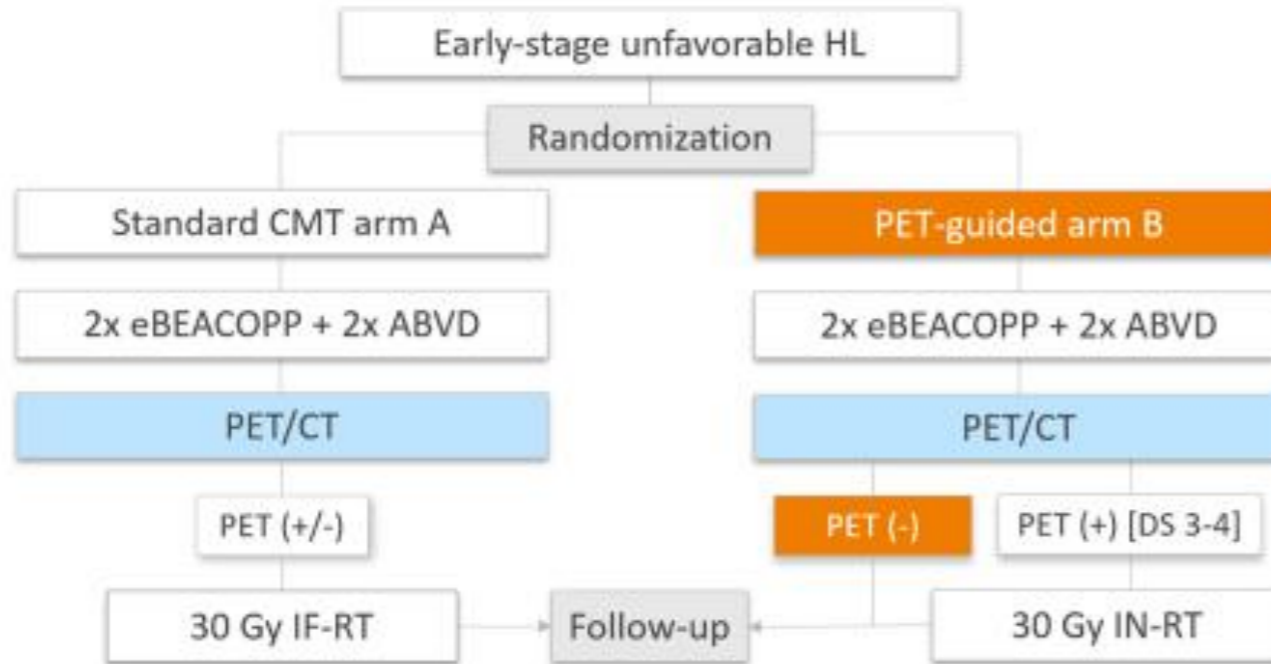 Early-stage unfavorable HL
Randomization
Standard CMT arm A
PET-guided arm B
2x eBEACOPP + 2x ABVD
2x eBEACOPP + 2x ABVD
PET/CT
PET/CT
PET (+/-)
PET (-)
PET (+) [DS 3-4]
30 Gy IF-RT
Follow-up
30 Gy IN-RT